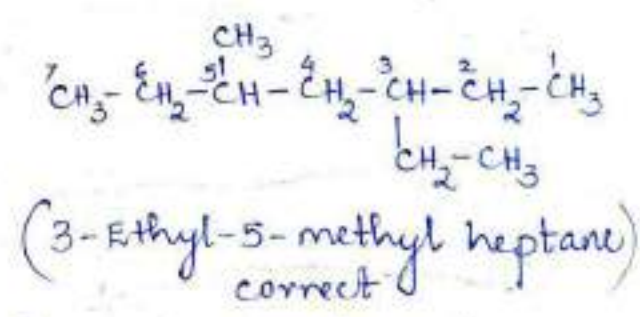 CH3
7CH3-6CH2-5CH-4CH2-3CH-2CH2-1CH3
CH2-CH3
(3-Ethyl-5-methyl heptane)
correct